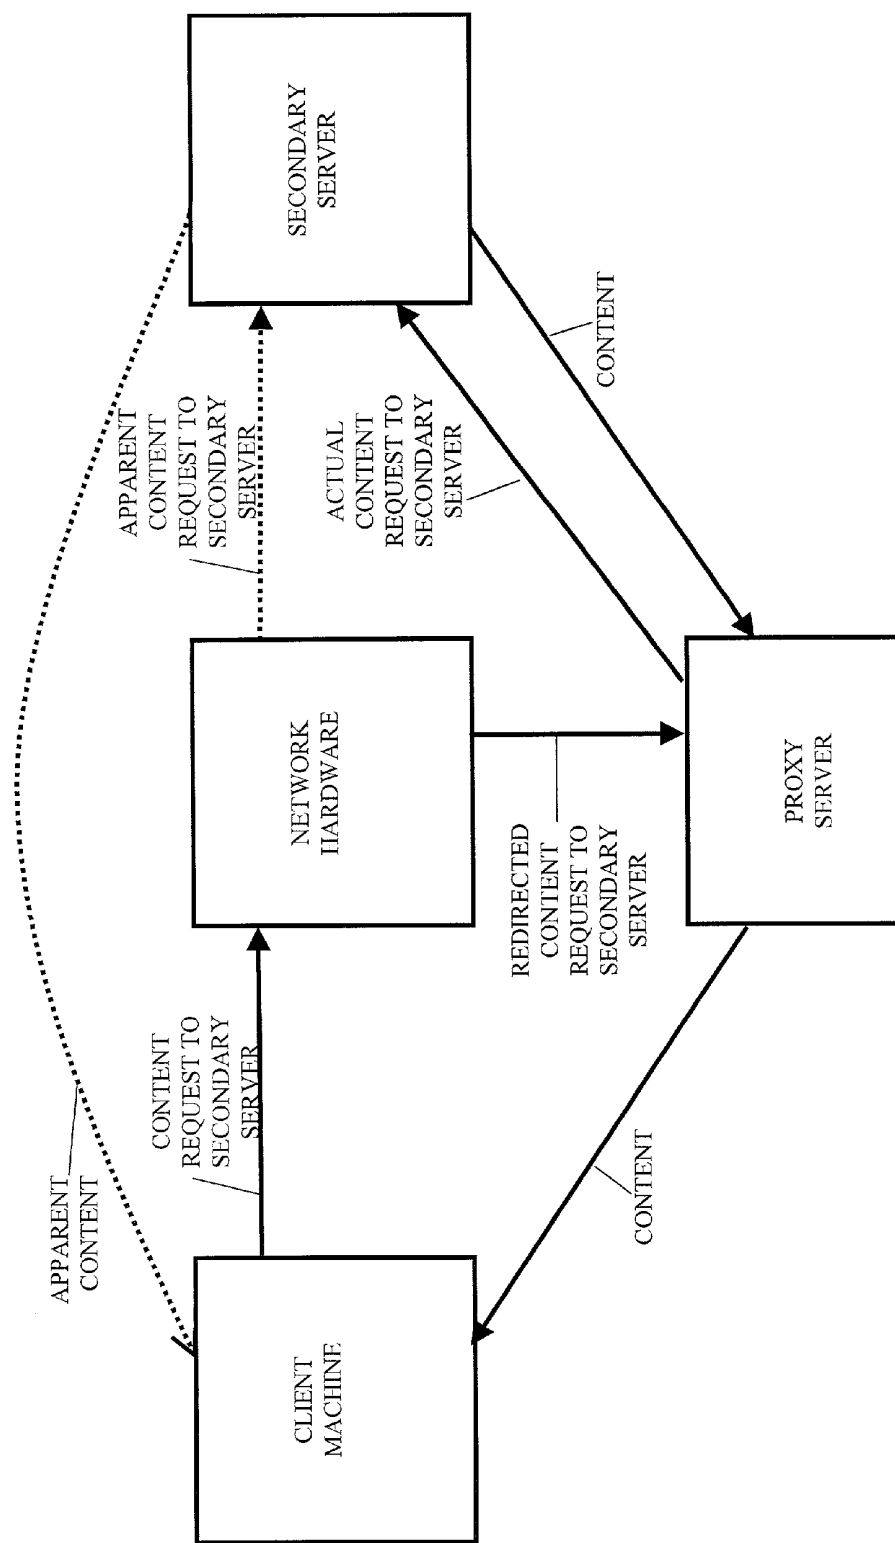 APPARENT
CONTENT
CONTENT
REQUEST TO
SECONDARY
SERVER
APPARENT
CONTENT
REQUEST TO
SECONDARY
SERVER
CLIENT
MACHINE
NETWORK
HARDWARE
SECONDARY
SERVER
REDIRECTED
CONTENT
REQUEST TO
SECONDARY
SERVER
ACTUAL
CONTENT
REQUEST TO
SECONDARY
SERVER
CONTENT
CONTENT
PROXY
SERVER